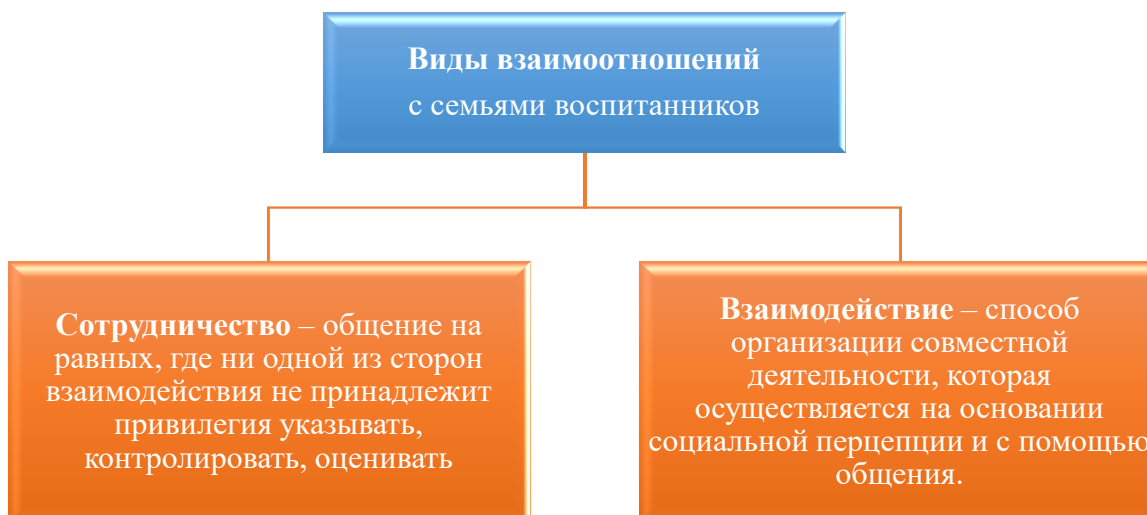 Виды взаимоотношений
с семьями воспитанников
Сотрудничество – общение на
равных, где ни одной из сторон
взаимодействия не принадлежит
привилегия указывать,
контролировать, оценивать
Взаимодействие – способ
организации совместной
деятельности, которая
осуществляется на основании
социальной перцепции и с помощью
общения.